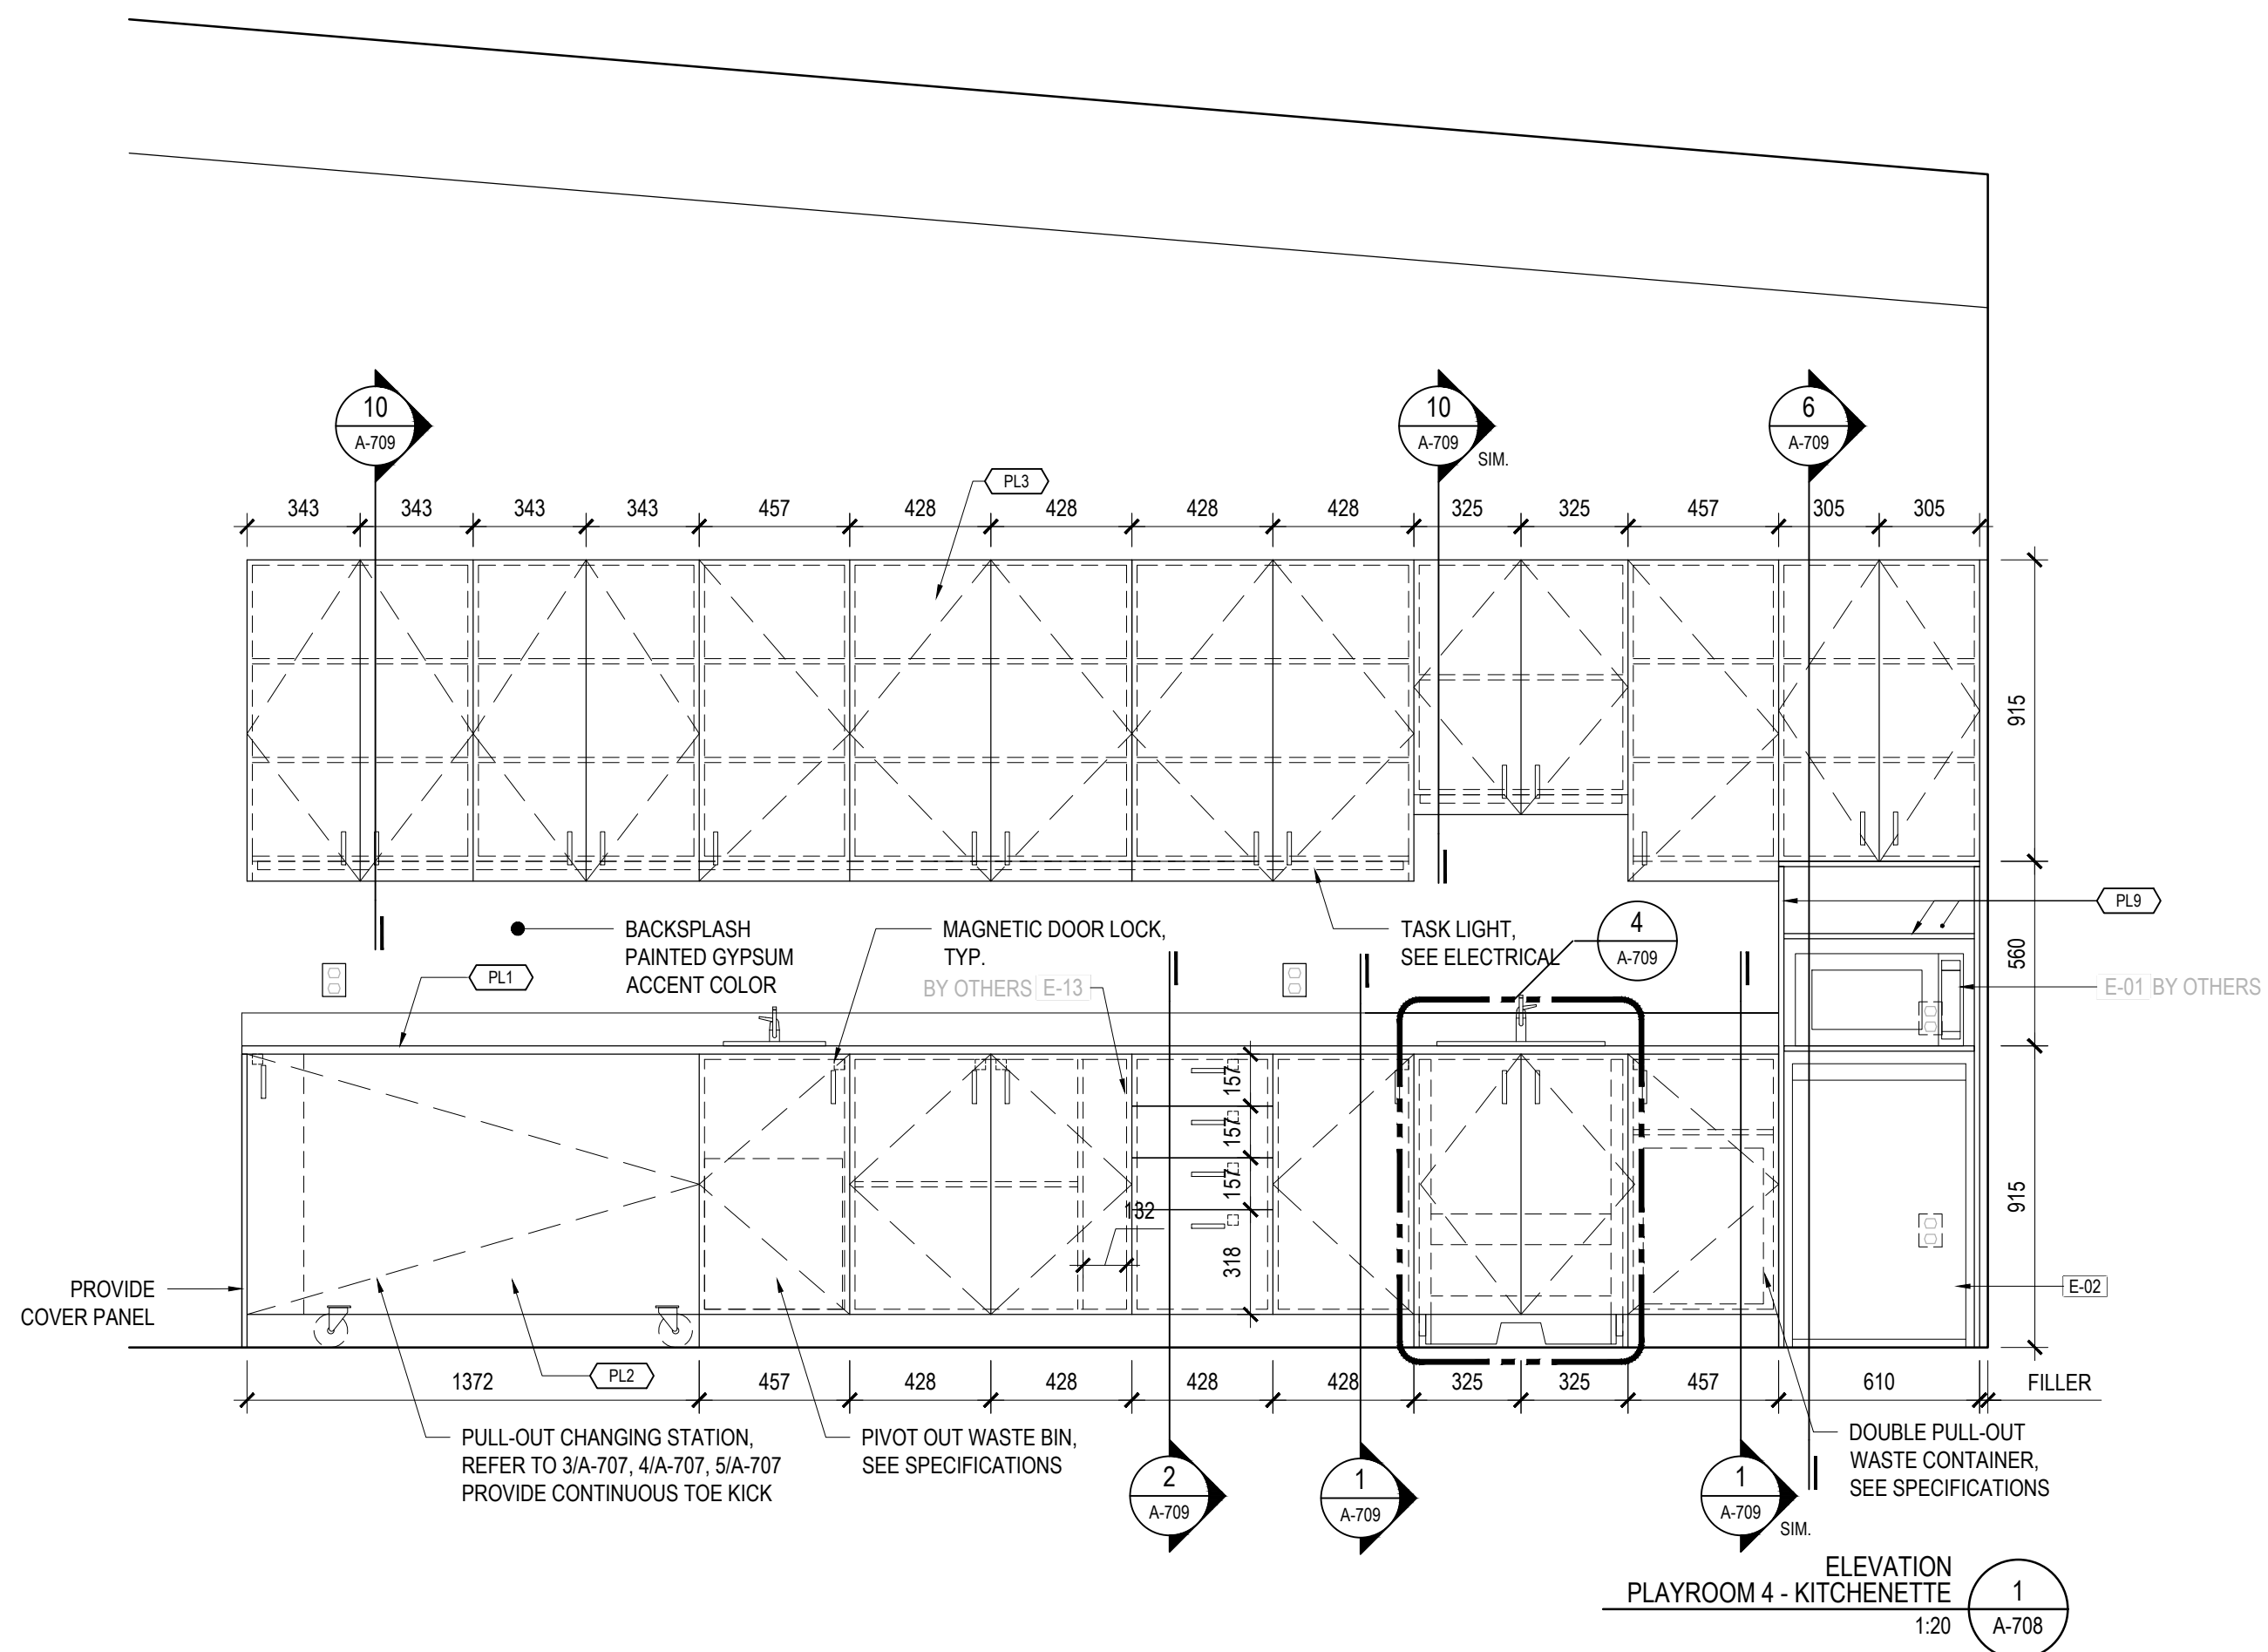 10
A-709
10
A-709
SIM.
6
A-709
PL3
343 343 343 343 457 428 428 428 428 325 325 457 305 305
915
560
915
BACKSPLASH
PAINTED GYPSUM
ACCENT COLOR
MAGNETIC DOOR LOCK,
TYP.
BY OTHERS E-13
TASK LIGHT,
SEE ELECTRICAL
4
A-709
PL9
PL1
E-01 BY OTHERS
157
157
157
318
132
PROVIDE
COVER PANEL
E-02
PL2
1372 457 428 428 428 428 325 325 457 610 FILLER
PULL-OUT CHANGING STATION,
REFER TO 3/A-707, 4/A-707, 5/A-707
PROVIDE CONTINUOUS TOE KICK
PIVOT OUT WASTE BIN,
SEE SPECIFICATIONS
DOUBLE PULL-OUT
WASTE CONTAINER,
SEE SPECIFICATIONS
2
A-709
1
A-709
1
A-709
SIM.
ELEVATION
PLAYROOM 4 - KITCHENETTE
1:20
1
A-708